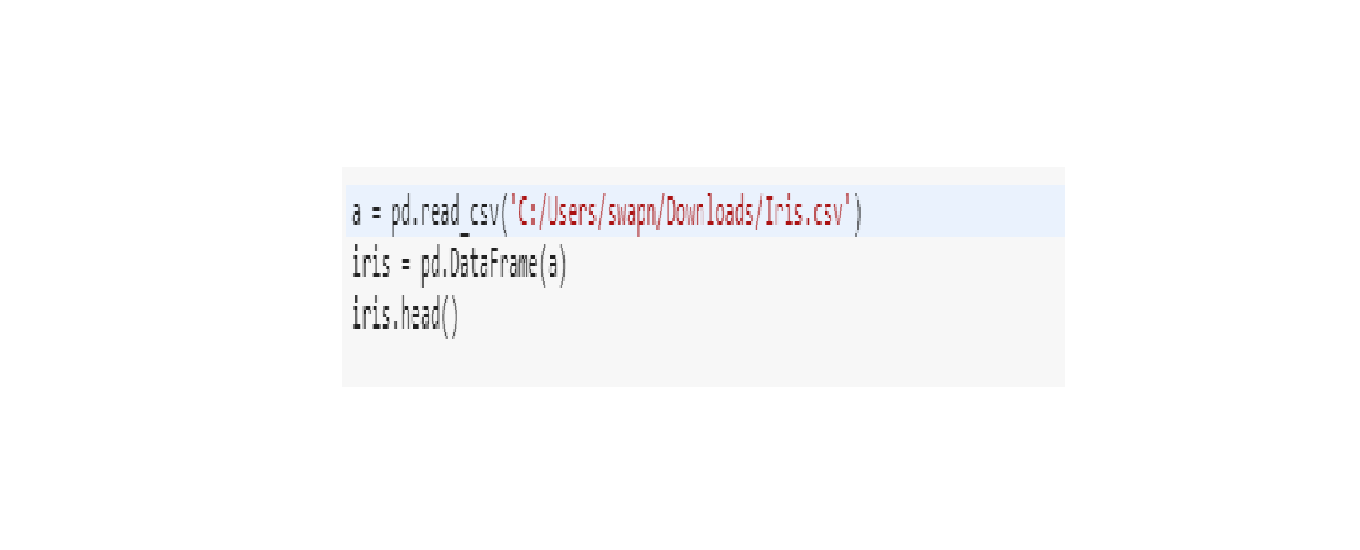 a = pd.read_csv('C:/Users/swapn/Downloads/Iris.csv')
iris = pd.DataFrame(a)
iris.head()